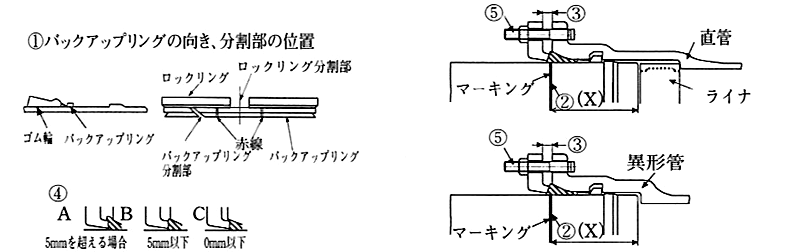 ①バックアップリングの向き、分割部の位置
ロックリング
ロックリング分割部
ゴム輪
バックアップリング
バックアップリング
分割部
赤線
バックアップリング
④
A B C
5mmを超える場合 5mm以下 0mm以下
⑤
③
直管
マーキング
②(X)
ライナ
⑤
③
異形管
マーキング
②(X)